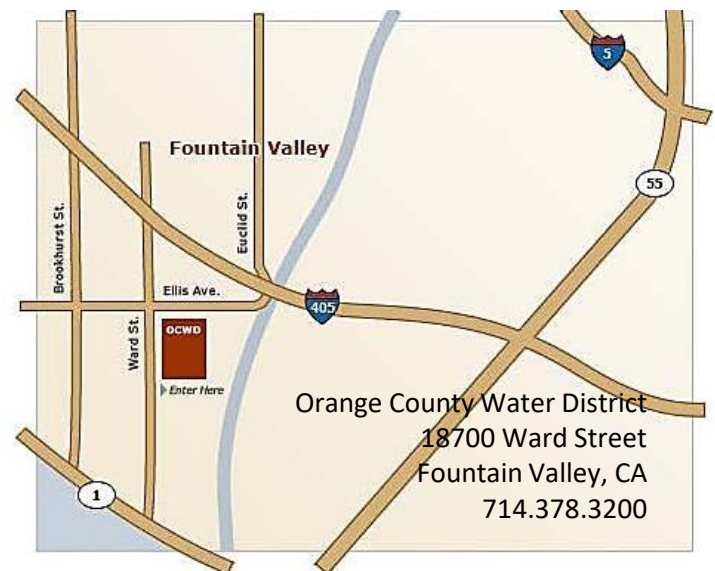 5
55
Fountain Valley
Euclid St.
Brookhurst St.
Ellis Ave.
405
OCWD
Ward St.
Enter Here
Orange County Water District
18700 Ward Street
Fountain Valley, CA
714.378.3200
1